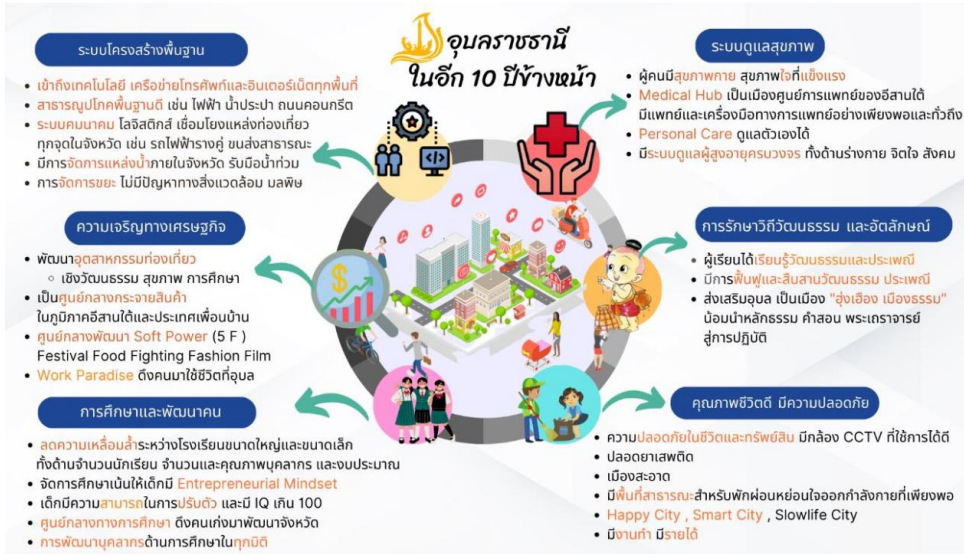 อุบลราชธานี
ในอีก 10 ปีข้างหน้า
ระบบโครงสร้างพื้นฐาน
• เข้าถึงเทคโนโลยี เครือข่ายโทรศัพท์และอินเตอร์เน็ตทุกพื้นที่
• สาธารณูปโภคพื้นฐานดี เช่น ไฟฟ้า น้ำประปา ถนนคอนกรีต
• ระบบคมนาคม โลจิสติกส์ เชื่อมโยงแหล่งท่องเที่ยว
ทุกจุดในจังหวัด เช่น รถไฟฟ้ารางคู่ ขนส่งสาธารณะ
• มีการจัดการแหล่งน้ำภายในจังหวัด รับมือน้ำท่วม
• การจัดการขยะ ไม่มีปัญหาทางสิ่งแวดล้อม มลพิษ
ความเจริญทางเศรษฐกิจ
• พัฒนาอุตสาหกรรมท่องเที่ยว
○ เชิงวัฒนธรรม สุขภาพ การศึกษา
• เป็นศูนย์กลางกระจายสินค้า
ในภูมิภาคอีสานใต้และประเทศเพื่อนบ้าน
• ศูนย์กลางพัฒนา Soft Power (5 F )
Festival Food Fighting Fashion Film
• Work Paradise ดึงคนมาใช้ชีวิตที่อุบล
การศึกษาและพัฒนาคน
• ลดความเหลื่อมล้ำระหว่างโรงเรียนขนาดใหญ่และขนาดเล็ก
ทั้งด้านจำนวนนักเรียน จำนวนและคุณภาพบุคลากร และงบประมาณ
• จัดการศึกษาเน้นให้เด็กมี Entrepreneurial Mindset
• เด็กมีความสามารถในการปรับตัว และมี IQ เกิน 100
• ศูนย์กลางทางการศึกษา ดึงคนเก่งมาพัฒนาจังหวัด
• การพัฒนาบุคลากรด้านการศึกษาในทุกมิติ
ระบบดูแลสุขภาพ
• ผู้คนมีสุขภาพกาย สุขภาพใจที่แข็งแรง
• Medical Hub เป็นเมืองศูนย์การแพทย์ของอีสานใต้
มีแพทย์และเครื่องมือทางการแพทย์อย่างเพียงพอและทั่วถึง
• Personal Care ดูแลตัวเองได้
• มีระบบดูแลผู้สูงอายุครบวงจร ทั้งด้านร่างกาย จิตใจ สังคม
การรักษาวิถีวัฒนธรรม และอัตลักษณ์
• ผู้เรียนได้เรียนรู้วัฒนธรรมและประเพณี
• มีการฟื้นฟูและสืบสานวัฒนธรรม ประเพณี
• ส่งเสริมอุบล เป็นเมือง "ฮุ่งเฮือง เมืองธรรม"
น้อมนำหลักธรรม คำสอน พระเถราจารย์
สู่การปฏิบัติ
คุณภาพชีวิตดี มีความปลอดภัย
• ความปลอดภัยในชีวิตและทรัพย์สิน มีกล้อง CCTV ที่ใช้การได้ดี
• ปลอดยาเสพติด
• เมืองสะอาด
• มีพื้นที่สาธารณะสำหรับพักผ่อนหย่อนใจออกกำลังกายที่เพียงพอ
• Happy City , Smart City , Slowlife City
• มีงานทำ มีรายได้